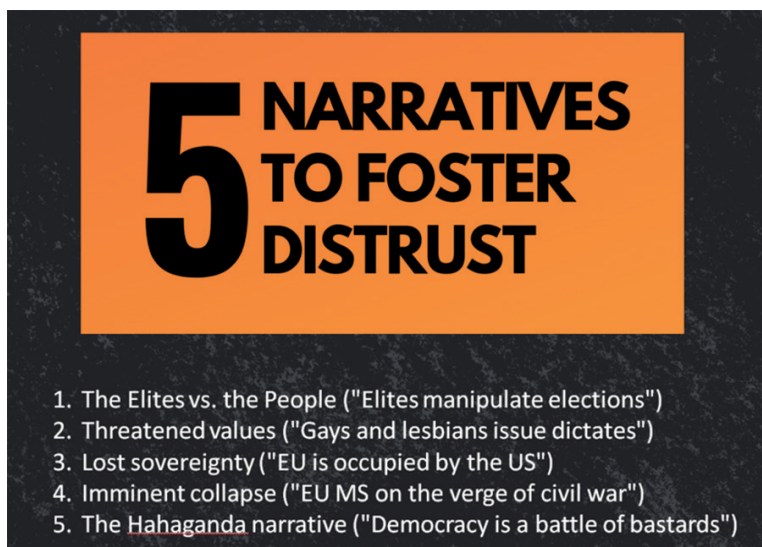 5 NARRATIVES
TO FOSTER
DISTRUST
1. The Elites vs. the People ("Elites manipulate elections")
2. Threatened values ("Gays and lesbians issue dictates")
3. Lost sovereignty ("EU is occupied by the US")
4. Imminent collapse ("EU MS on the verge of civil war")
5. The Hahaganda narrative ("Democracy is a battle of bastards")